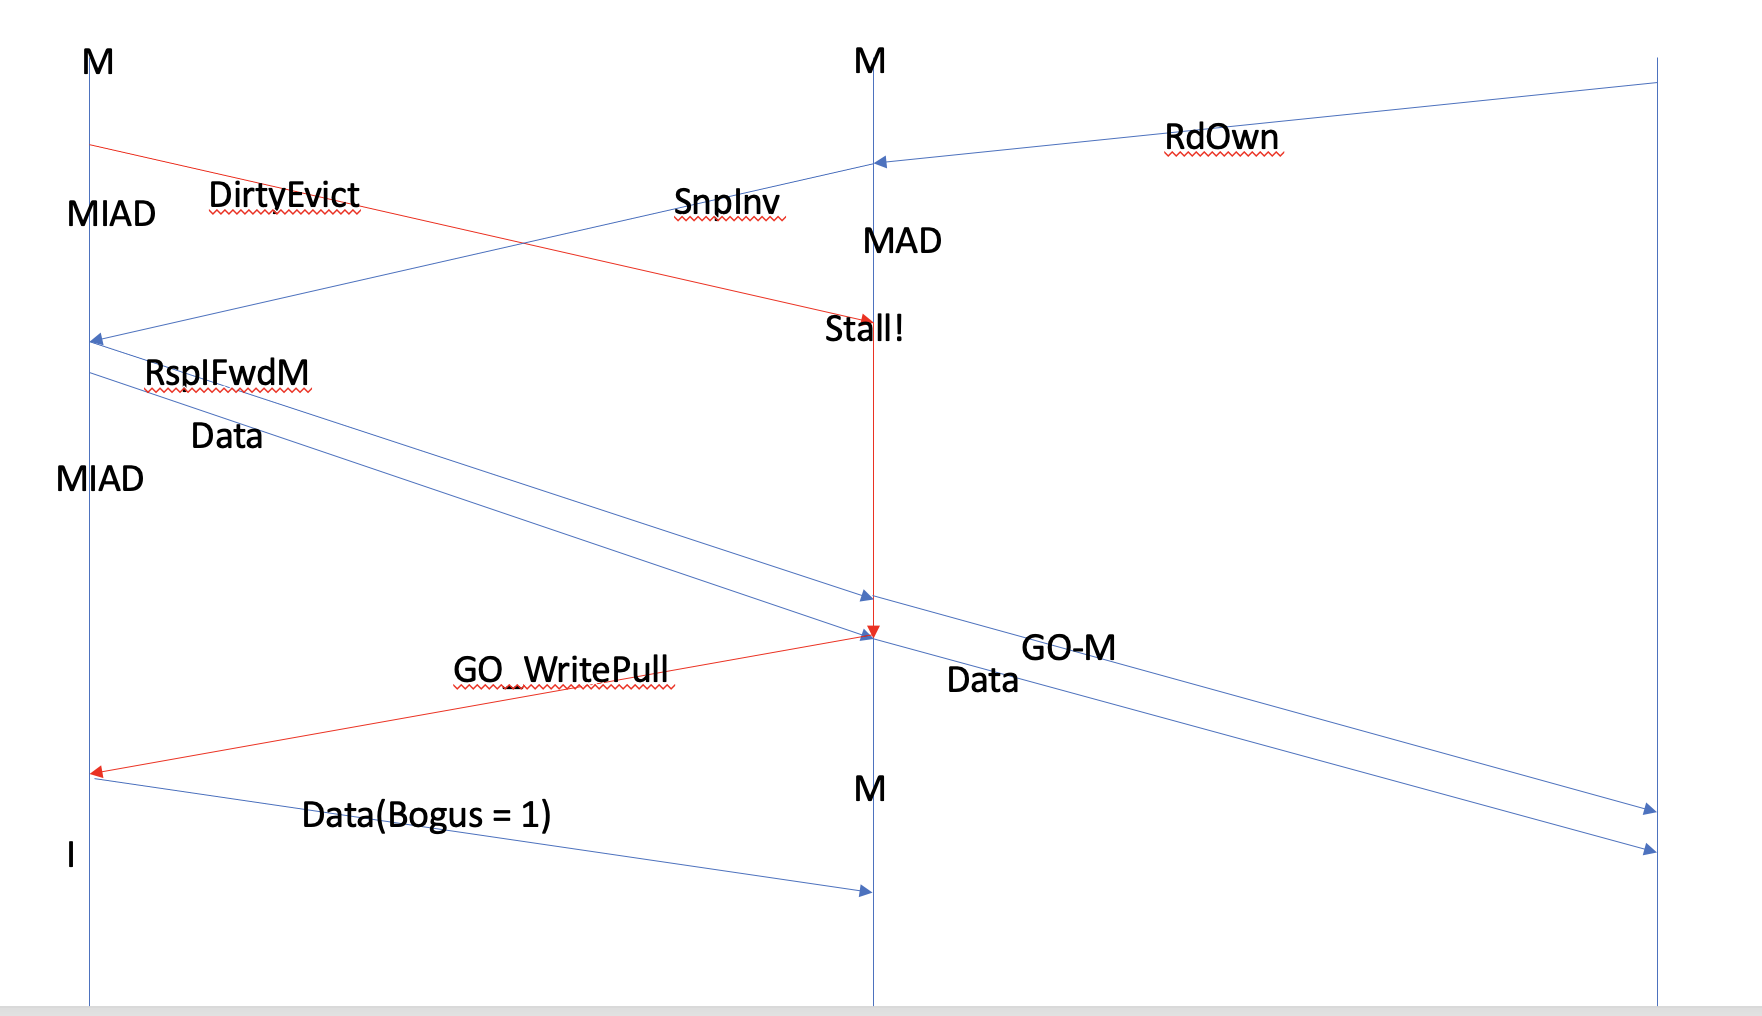 M
M
RdOwn
DirtyEvict
SnpInv
MIAD
MAD
Stall!
RspIFwdM
Data
MIAD
GO-M
GO_WritePull
Data
M
Data(Bogus = 1)
I